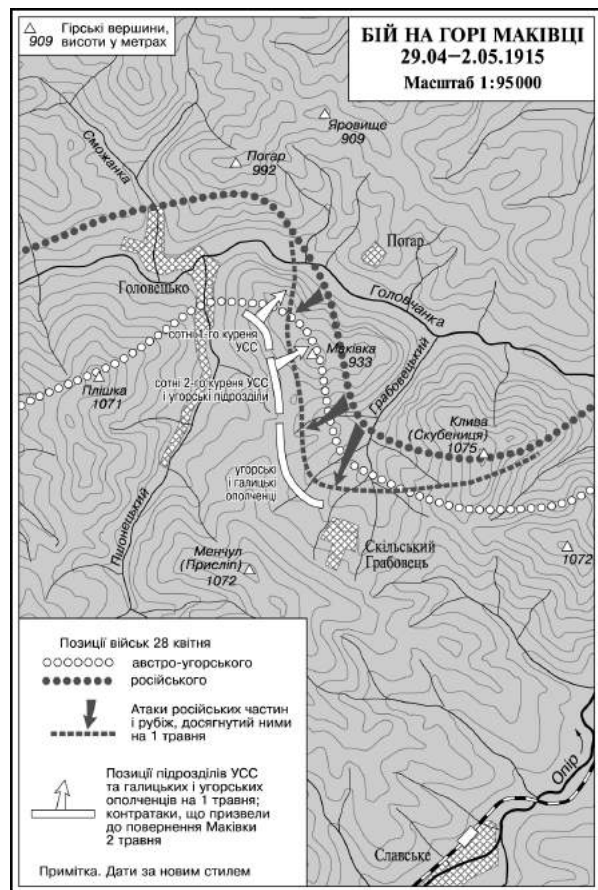 Гірські вершини,
909 висоти у метрах
БІЙ НА ГОРІ МАКІВЦІ
29.04–2.05.1915
Масштаб 1:95000
Яровище
909
Погар
992
Сможанка
Погар
Головецько
Головчанка
сотні 1-го куреня
УСС
Маківка
933
сотні 2-го куреня УСС
і угорські підрозділи
Грабовецький
Плішка
1071
Клива
(Скубениця)
1075
угорські
і галицькі
ополченці
Пшонецький
Скільський
Грабовець
Менчул
(Присліп)
1072
1072
Позиції військ 28 квітня
австро-угорського
російського
Атаки російських частин
і рубіж, досягнутий ними
на 1 травня
Позиції підрозділів УСС
та галицьких і угорських
ополченців на 1 травня;
контратаки, що призвели
до повернення Маківки
2 травня
Примітка. Дати за новим стилем
Опір
Славське